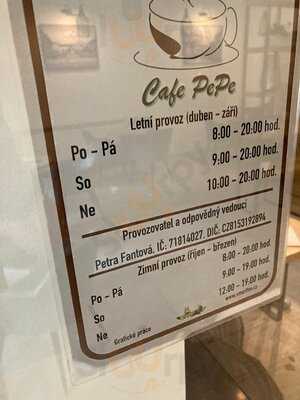 Cafe PePe
Letní provoz (duben – září)
Po – Pá 8:00 – 20:00 hod.
So 9:00 – 20:00 hod.
Ne 10:00 – 20:00 hod.
Provozovatel a odpovědný vedoucí
Petra Fantová, IČ: 71814027, DIČ: CZ8153192894
Zimní provoz (říjen – březen)
Po – Pá 8:00 – 20:00 hod.
So 9:00 – 19:00 hod.
Ne 12:00 – 19:00 hod.
Grafické práce